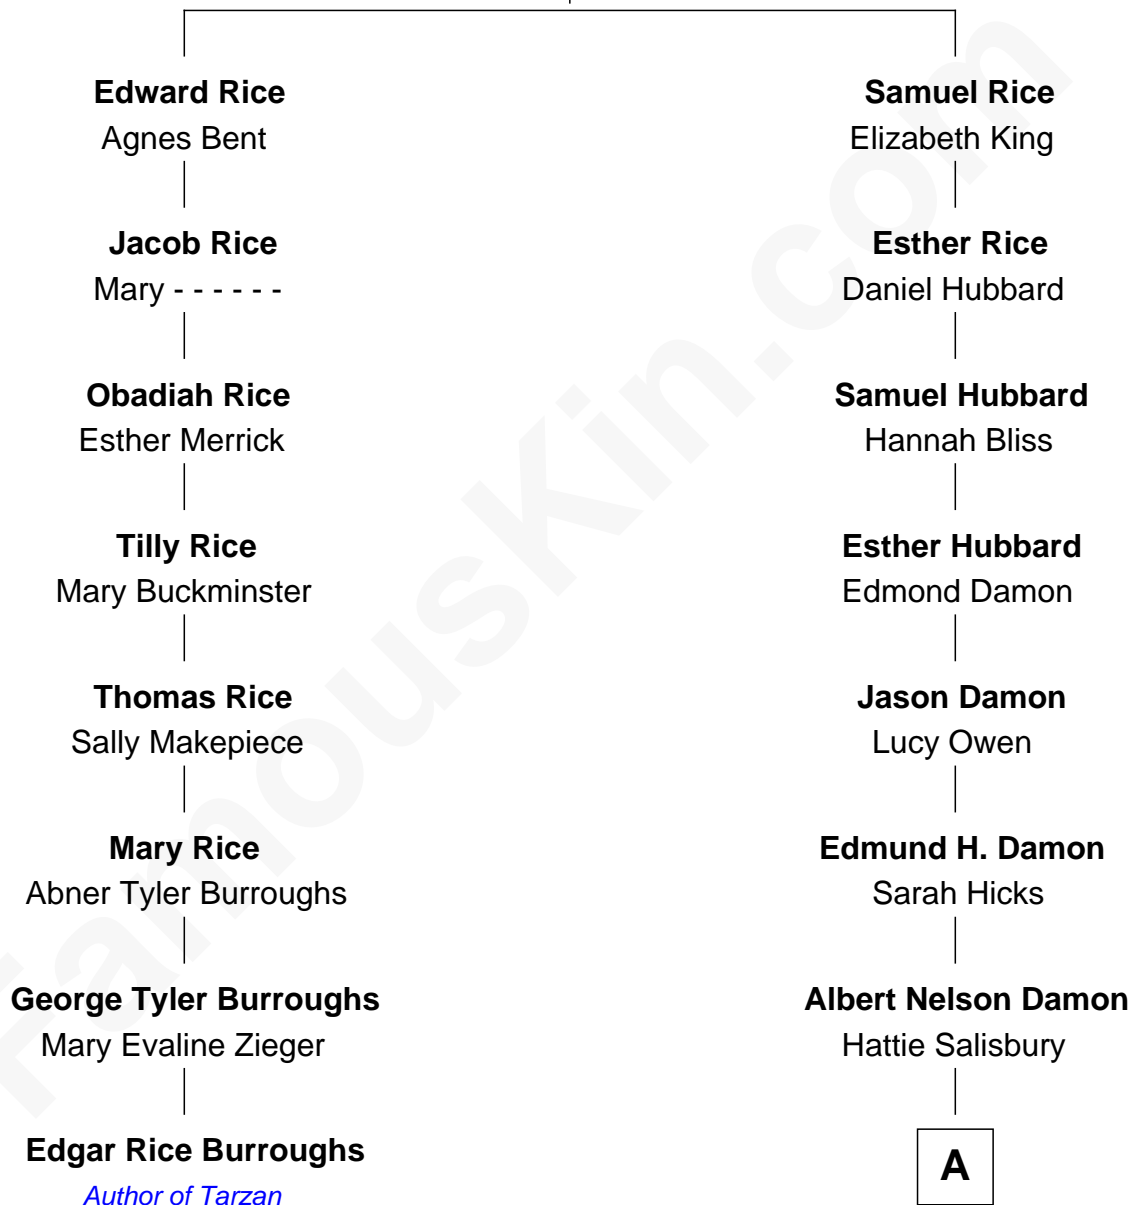 Edward Rice
Agnes Bent
Jacob Rice
Mary - - - - - -
Obadiah Rice
Esther Merrick
Tilly Rice
Mary Buckminster
Thomas Rice
Sally Makepiece
Mary Rice
Abner Tyler Burroughs
George Tyler Burroughs
Mary Evaline Zieger
Edgar Rice Burroughs
Author of Tarzan
Samuel Rice
Elizabeth King
Esther Rice
Daniel Hubbard
Samuel Hubbard
Hannah Bliss
Esther Hubbard
Edmond Damon
Jason Damon
Lucy Owen
Edmund H. Damon
Sarah Hicks
Albert Nelson Damon
Hattie Salisbury
A
FamousKin.com